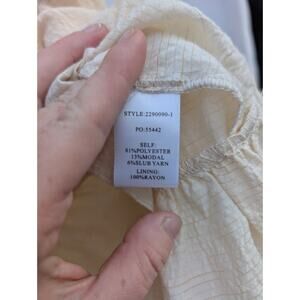 STYLE:2290090-1
PO:55442
SELF:
81%POLYESTER
13%MODAL
6%SLUB YARN
LINING:
100%RAYON